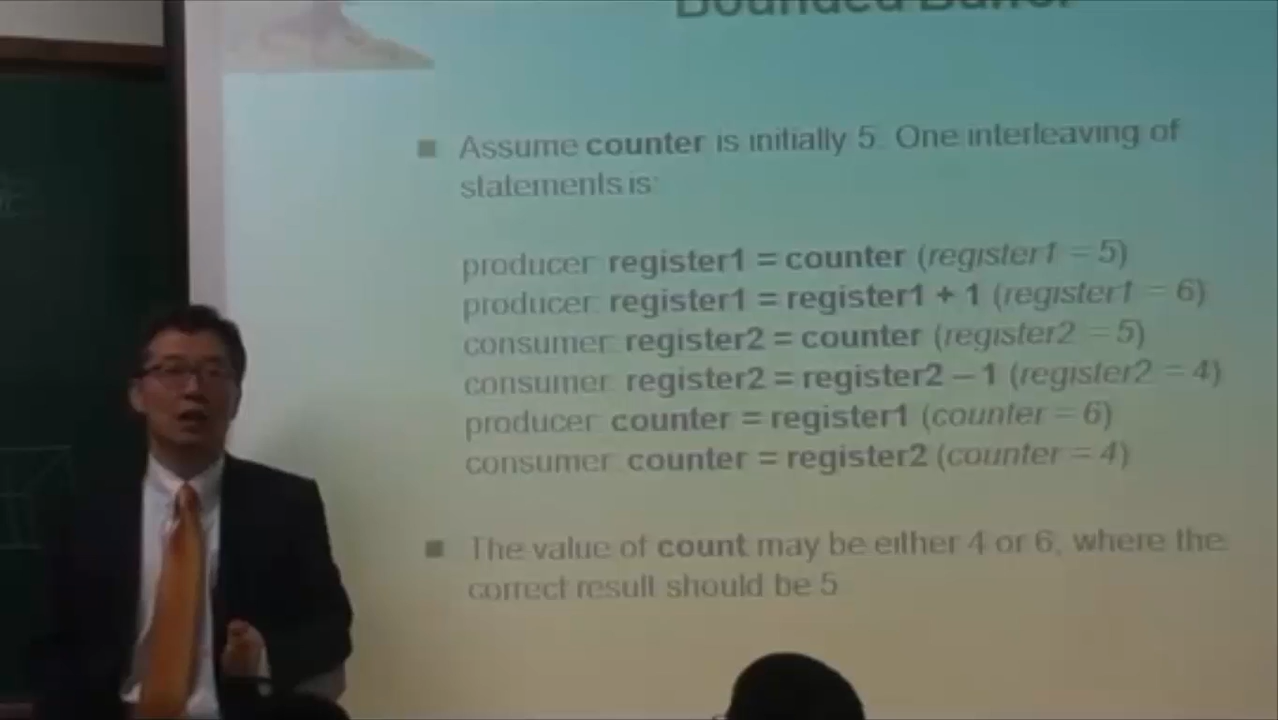 Bounded Buffer
■ Assume counter is initially 5. One interleaving of
statements is:
producer: register1 = counter (register1 = 5)
producer: register1 = register1 + 1 (register1 = 6)
consumer: register2 = counter (register2 = 5)
consumer: register2 = register2 – 1 (register2 = 4)
producer: counter = register1 (counter = 6)
consumer: counter = register2 (counter = 4)
■ The value of count may be either 4 or 6, where the
correct result should be 5